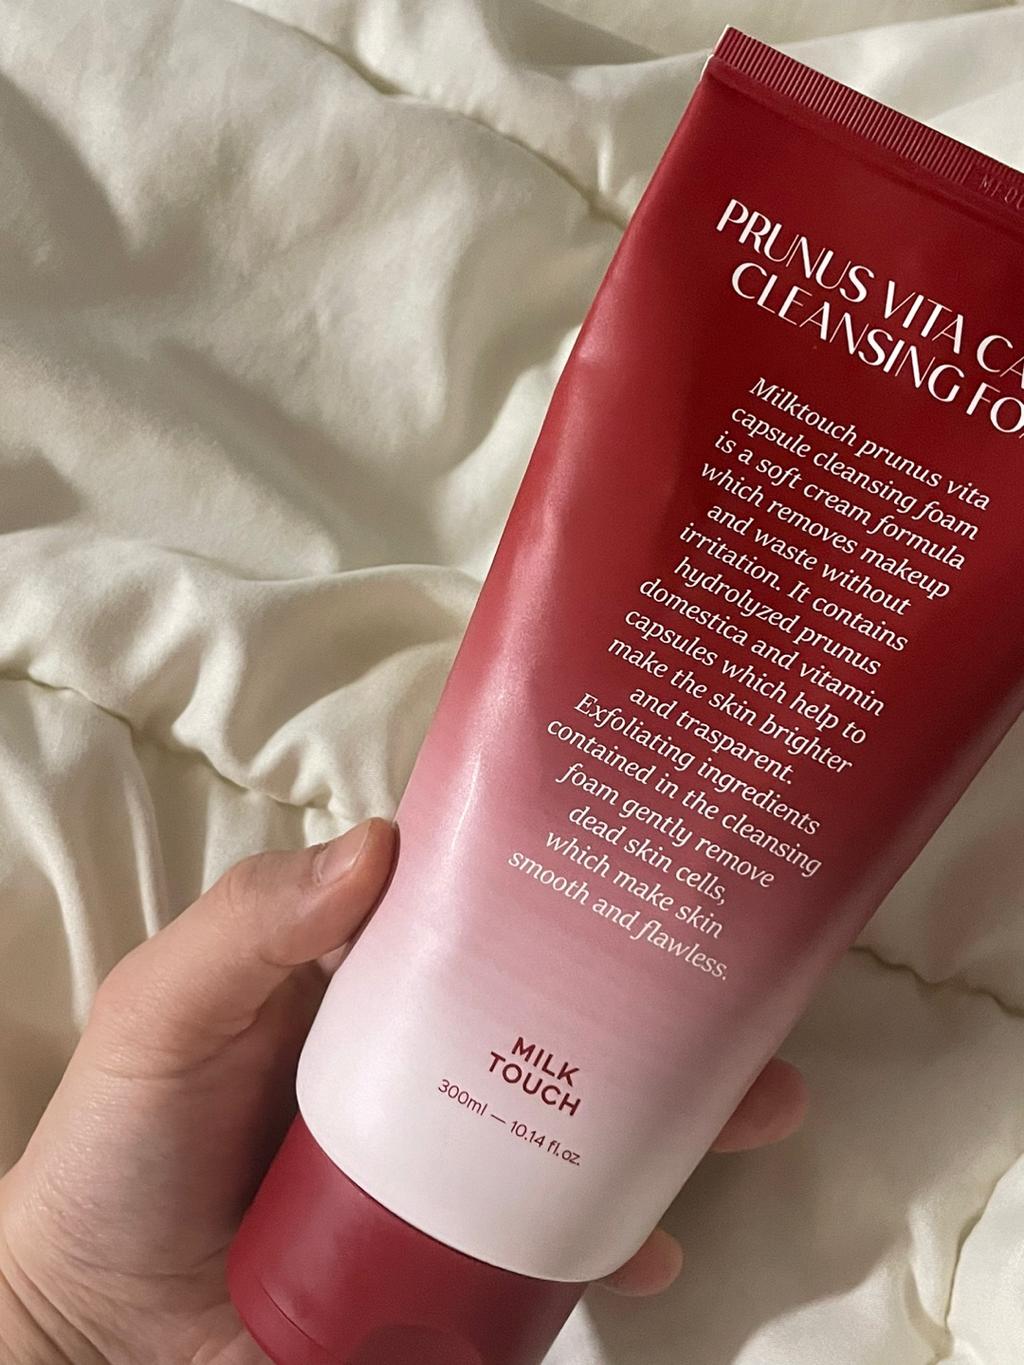 PRUNUS VITA CA
CLEANSING FO
Milktouch prunus vita
capsule cleansing foam
is a soft cream formula
which removes makeup
and waste without
irritation. It contains
hydrolyzed prunus
domestica and vitamin
capsules which help to
make the skin brighter
and trasparent.
Exfoliating ingredients
contained in the cleansing
foam gently remove
dead skin cells,
which make skin
smooth and flawless.
MILK
TOUCH
300ml — 10.14 fl.oz.